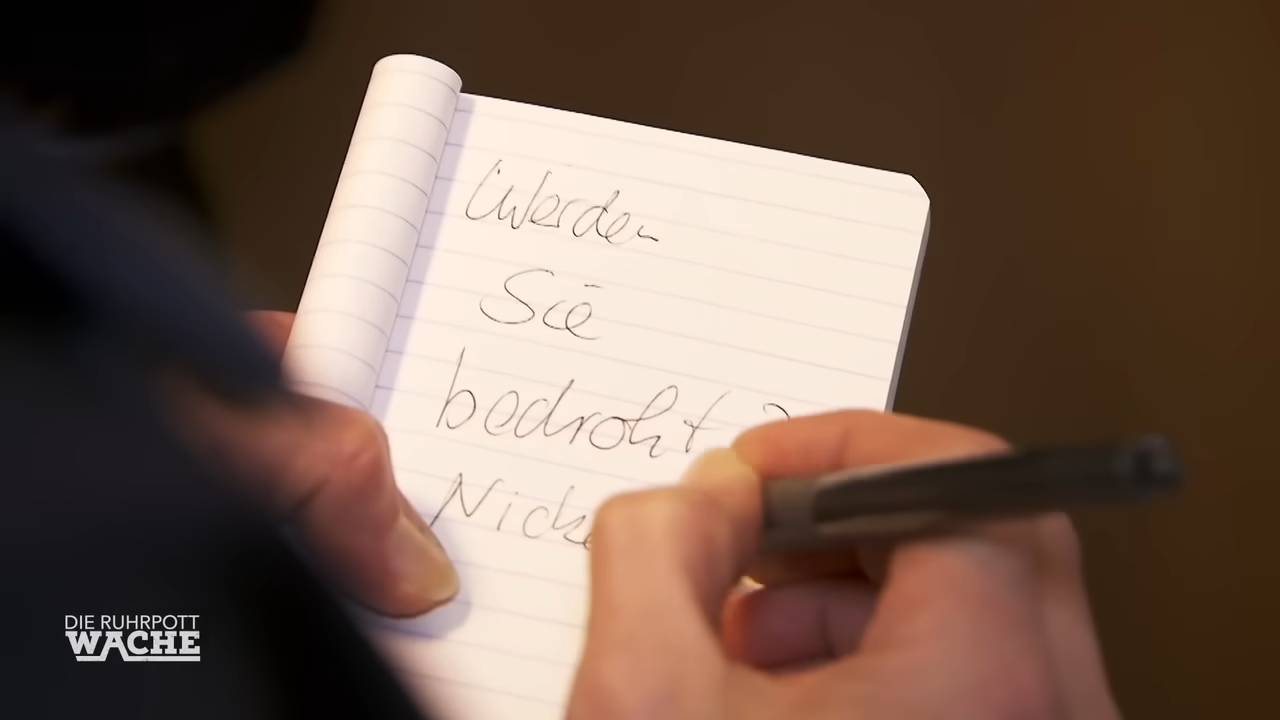 Werden
Sie
bedroht ?
Nicke
DIE RUHRPOTT
WACHE